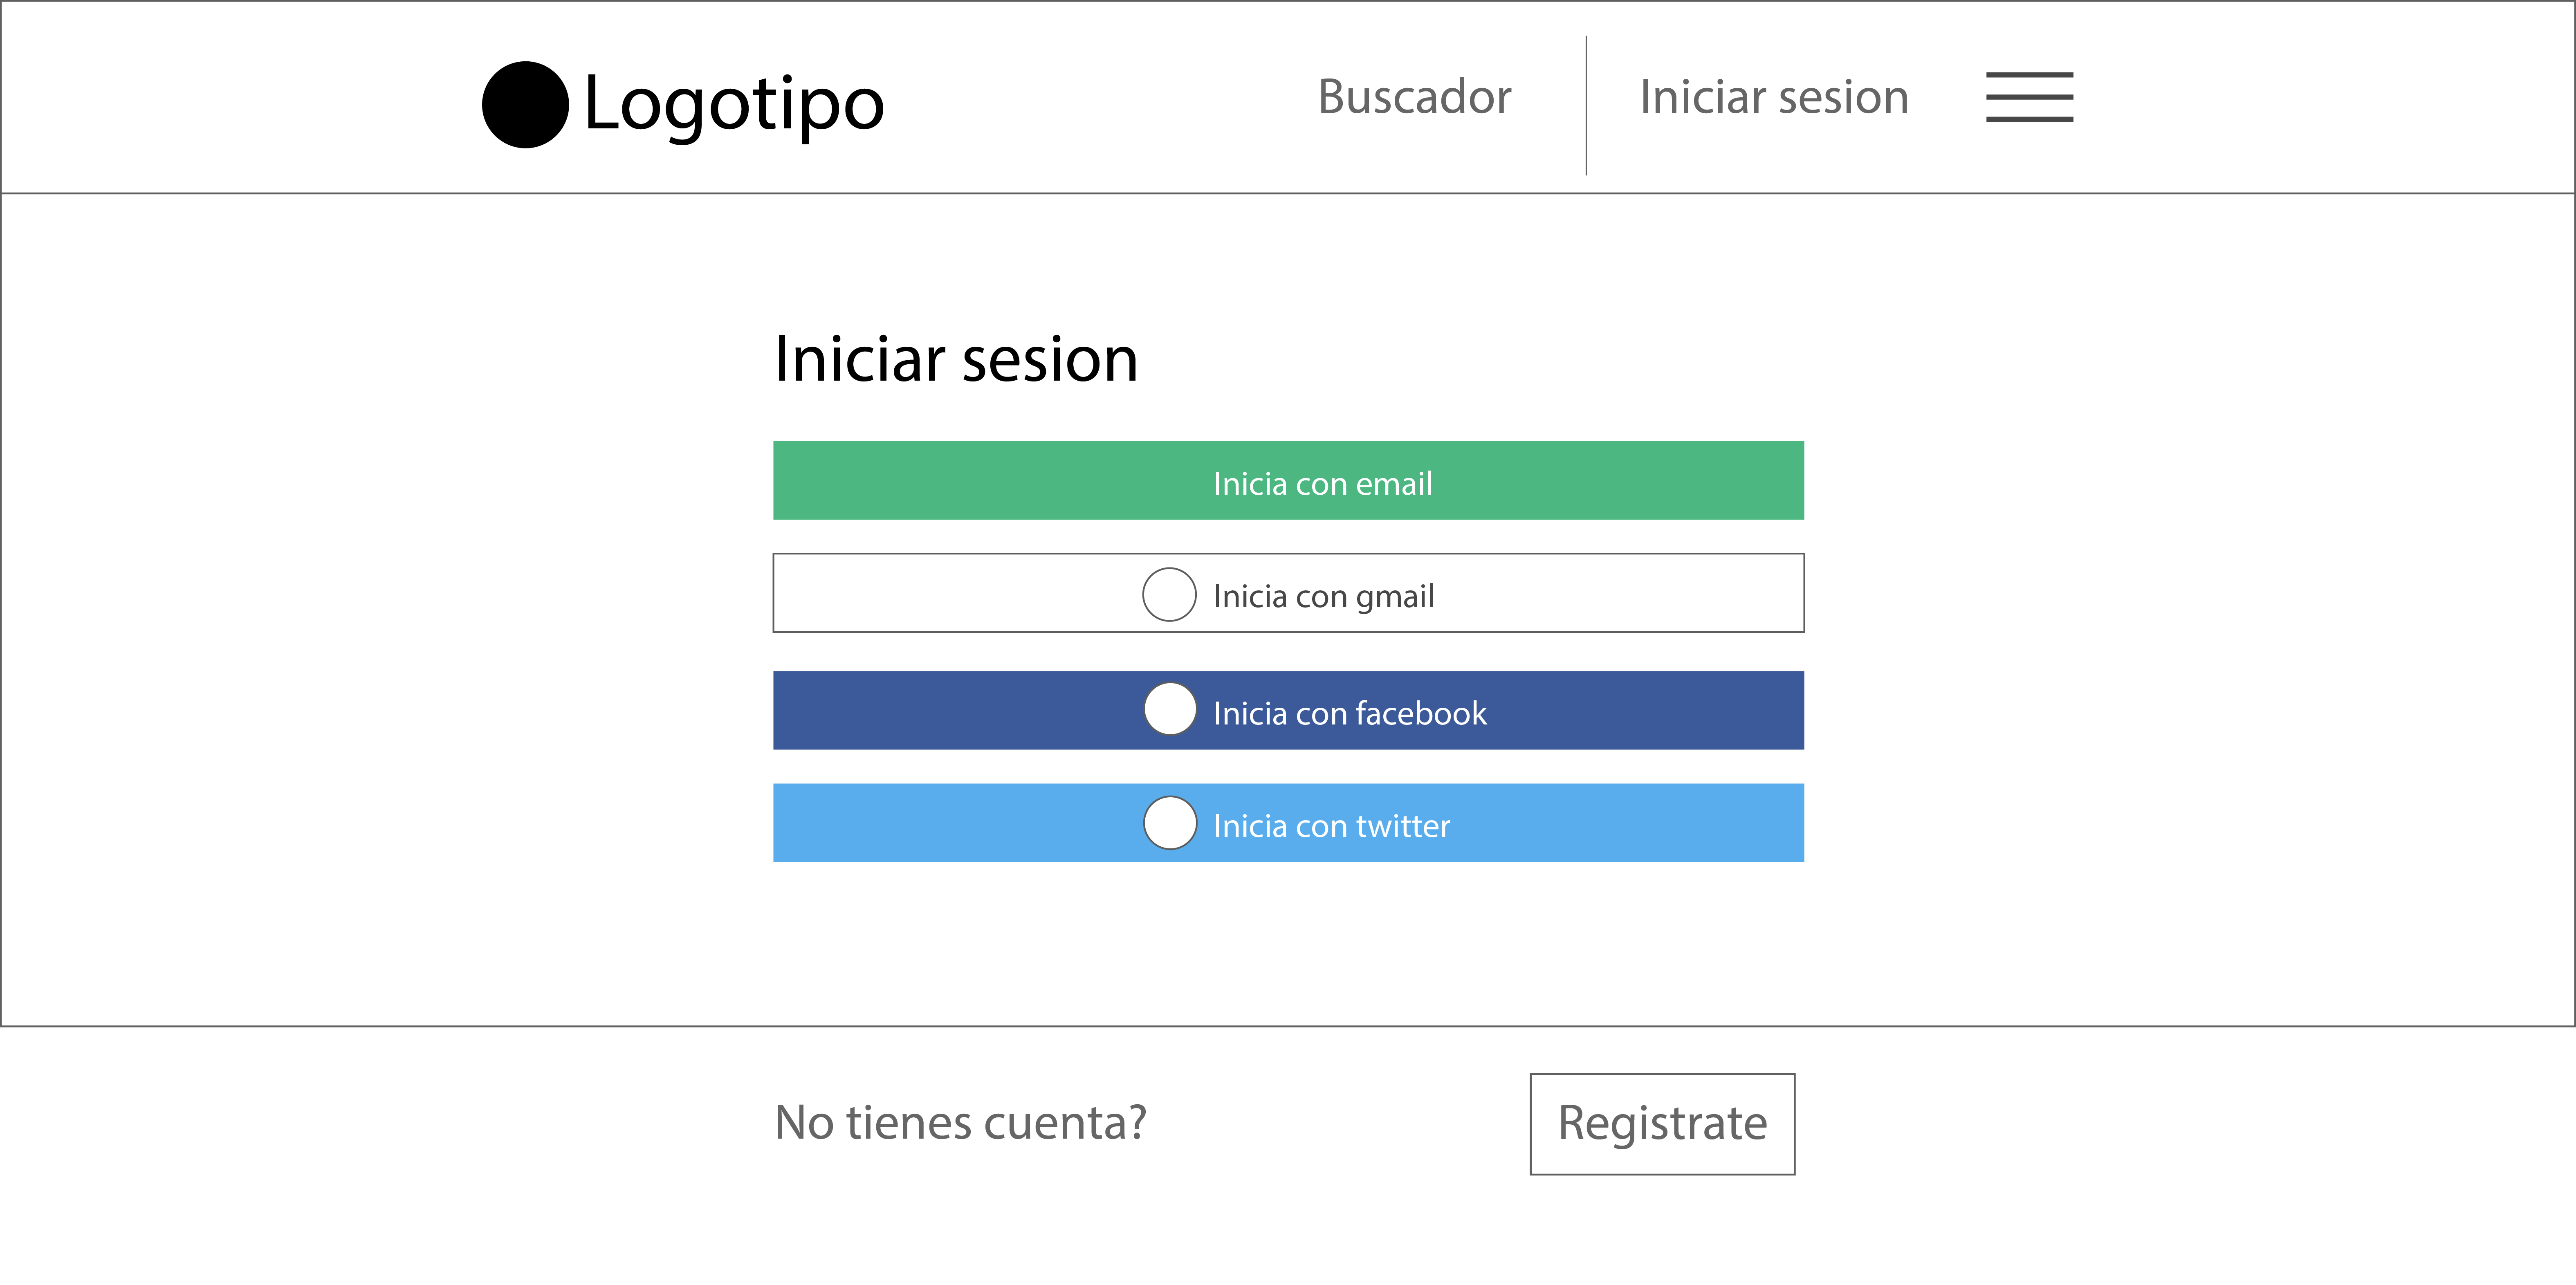 Logotipo
Buscador
Iniciar sesion
Iniciar sesion
Inicia con email
Inicia con gmail
Inicia con facebook
Inicia con twitter
No tienes cuenta?
Registrate